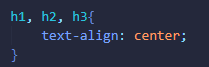 h1, h2, h3{
    text-align: center;
}